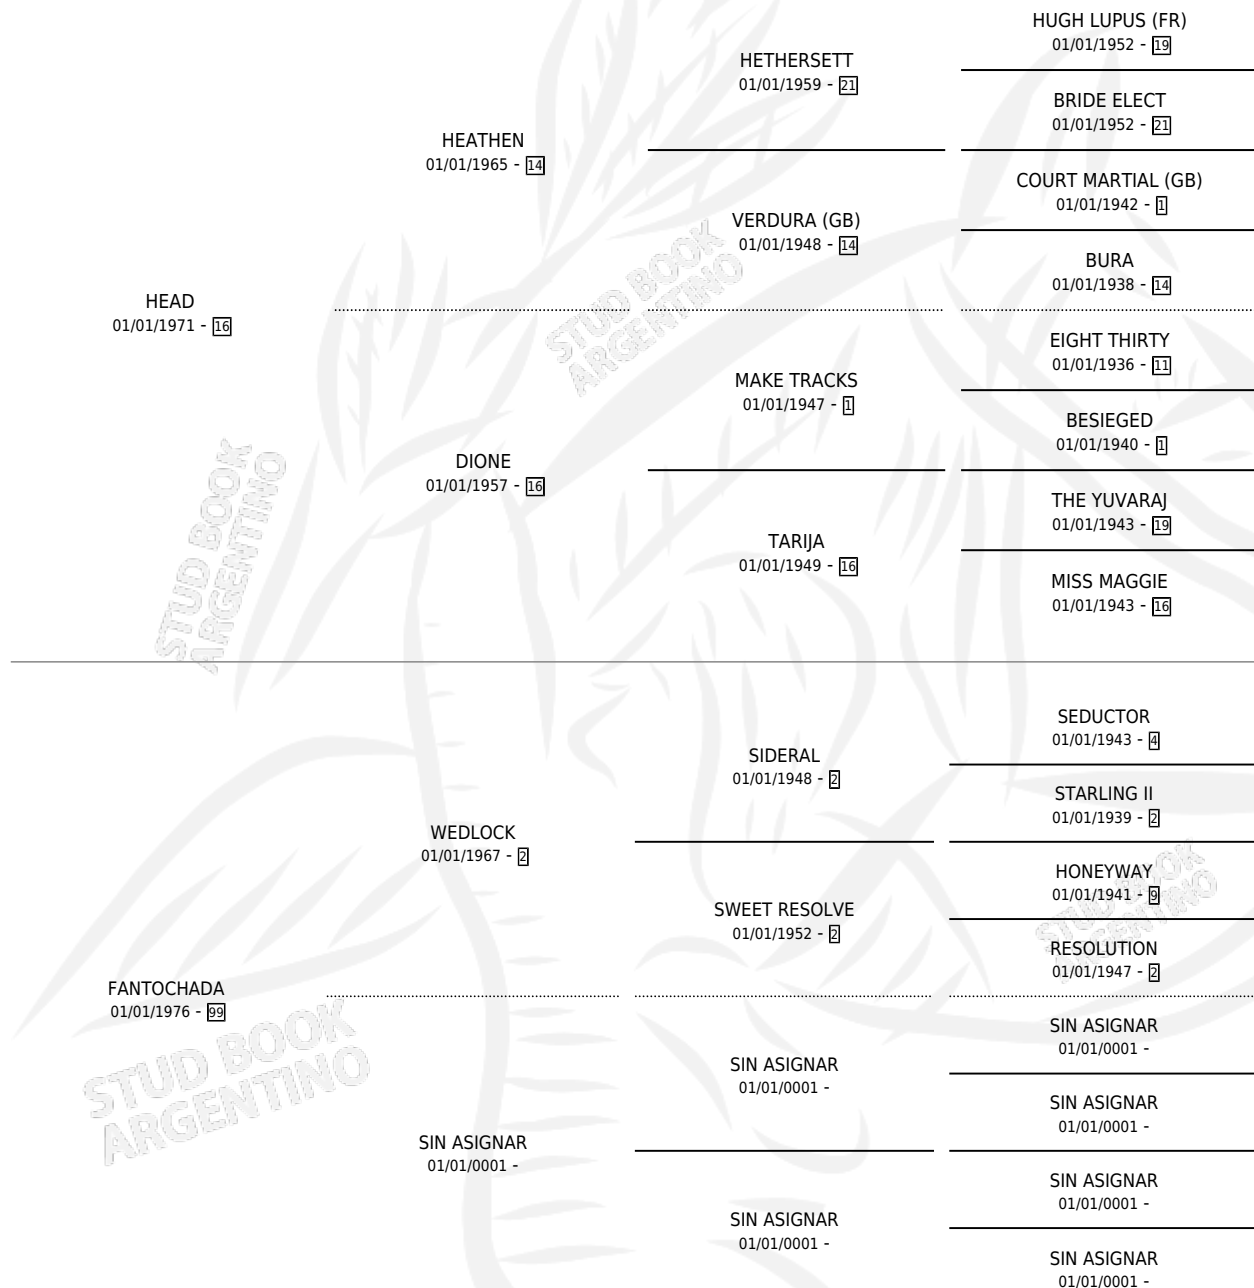 HUGH LUPUS (FR)
01/01/1952 - 19
HETHERSETT
01/01/1959 - 21
BRIDE ELECT
01/01/1952 - 21
HEATHEN
01/01/1965 - 14
COURT MARTIAL (GB)
01/01/1942 - 1
VERDURA (GB)
01/01/1948 - 14
BURA
01/01/1938 - 14
HEAD
01/01/1971 - 16
EIGHT THIRTY
01/01/1936 - 11
MAKE TRACKS
01/01/1947 - 1
BESIEGED
01/01/1940 - 1
DIONE
01/01/1957 - 16
THE YUVARAJ
01/01/1943 - 19
TARIJA
01/01/1949 - 16
MISS MAGGIE
01/01/1943 - 16
SEDUCTOR
01/01/1943 - 4
SIDERAL
01/01/1948 - 2
STARLING II
01/01/1939 - 2
WEDLOCK
01/01/1967 - 2
HONEYWAY
01/01/1941 - 9
SWEET RESOLVE
01/01/1952 - 2
RESOLUTION
01/01/1947 - 2
FANTOCHADA
01/01/1976 - 99
SIN ASIGNAR
01/01/0001 -
SIN ASIGNAR
01/01/0001 -
SIN ASIGNAR
01/01/0001 -
SIN ASIGNAR
01/01/0001 -
SIN ASIGNAR
01/01/0001 -
SIN ASIGNAR
01/01/0001 -
SIN ASIGNAR
01/01/0001 -
STUD BOOK
ARGENTINO
STUD BOOK
ARGENTINO
STUD BOOK
ARGENTINO
STUD BOOK
ARGENTINO